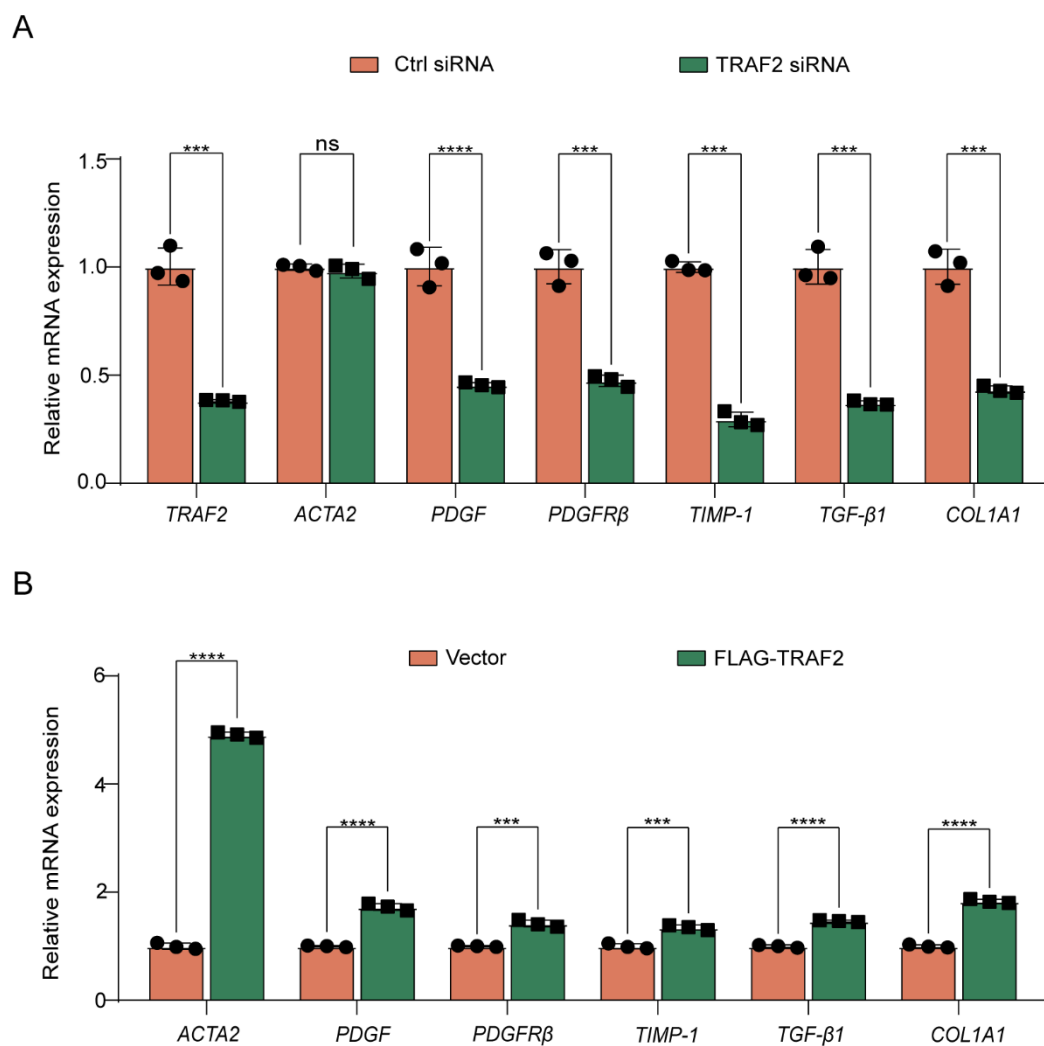 A
Ctrl siRNA TRAF2 siRNA
*** ns **** *** *** *** ***
Relative mRNA expression
1.5
1.0
0.5
0.0
TRAF2 ACTA2 PDGF PDGFRβ TIMP-1 TGF-β1 COL1A1
B
Vector FLAG-TRAF2
**** **** *** *** **** ****
Relative mRNA expression
6
4
2
0
ACTA2 PDGF PDGFRβ TIMP-1 TGF-β1 COL1A1